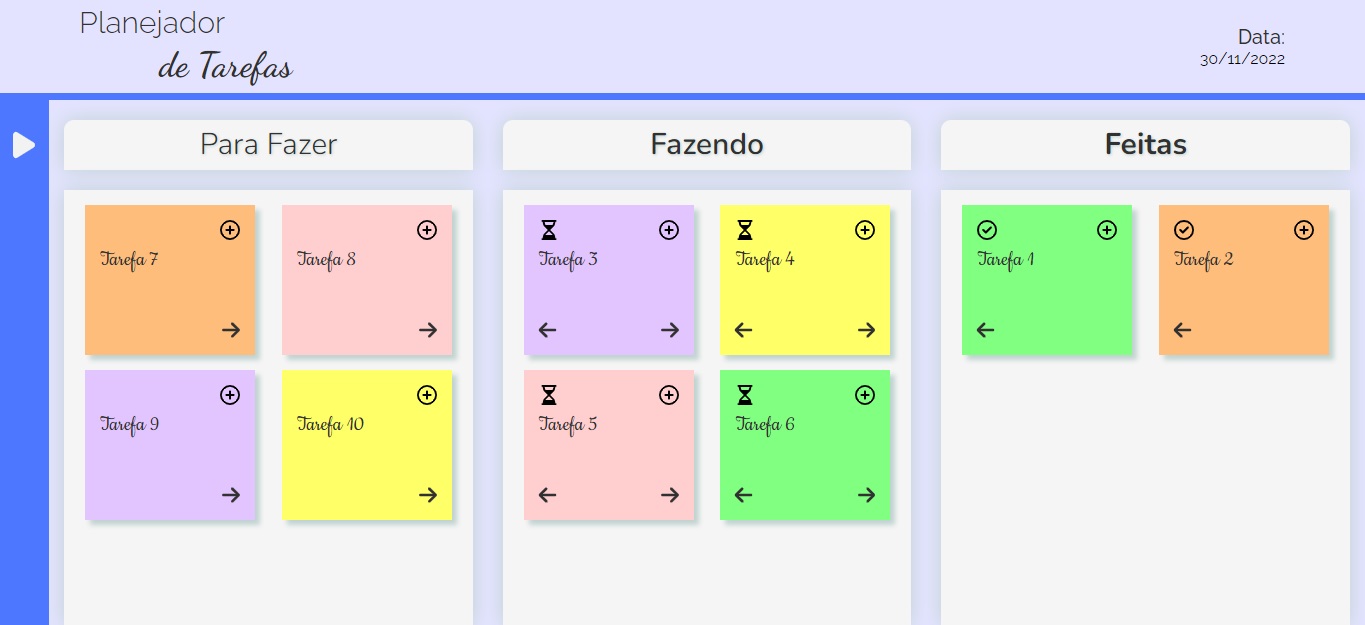 Planejador
de Tarefas
Data:
30/11/2022
Para Fazer
Fazendo
Feitas
Tarefa 7
Tarefa 8
Tarefa 9
Tarefa 10
Tarefa 3
Tarefa 4
Tarefa 5
Tarefa 6
Tarefa 1
Tarefa 2